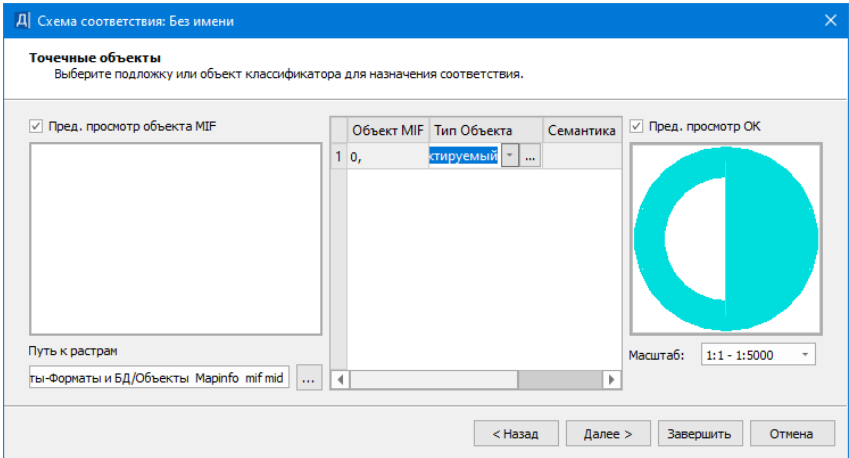 Д Схема соответствия: Без имени
Точечные объекты
Выберите подложку или объект классификатора для назначения соответствия.
Пред. просмотр объекта MIF
Объект MIF Тип Объекта Семантика
1 0, ктируемый ...
Пред. просмотр ОК
Путь к растрам
ты-Форматы и БД/Объекты Mapinfo mif mid ...
Масштаб: 1:1 - 1:5000
< Назад Далее > Завершить Отмена